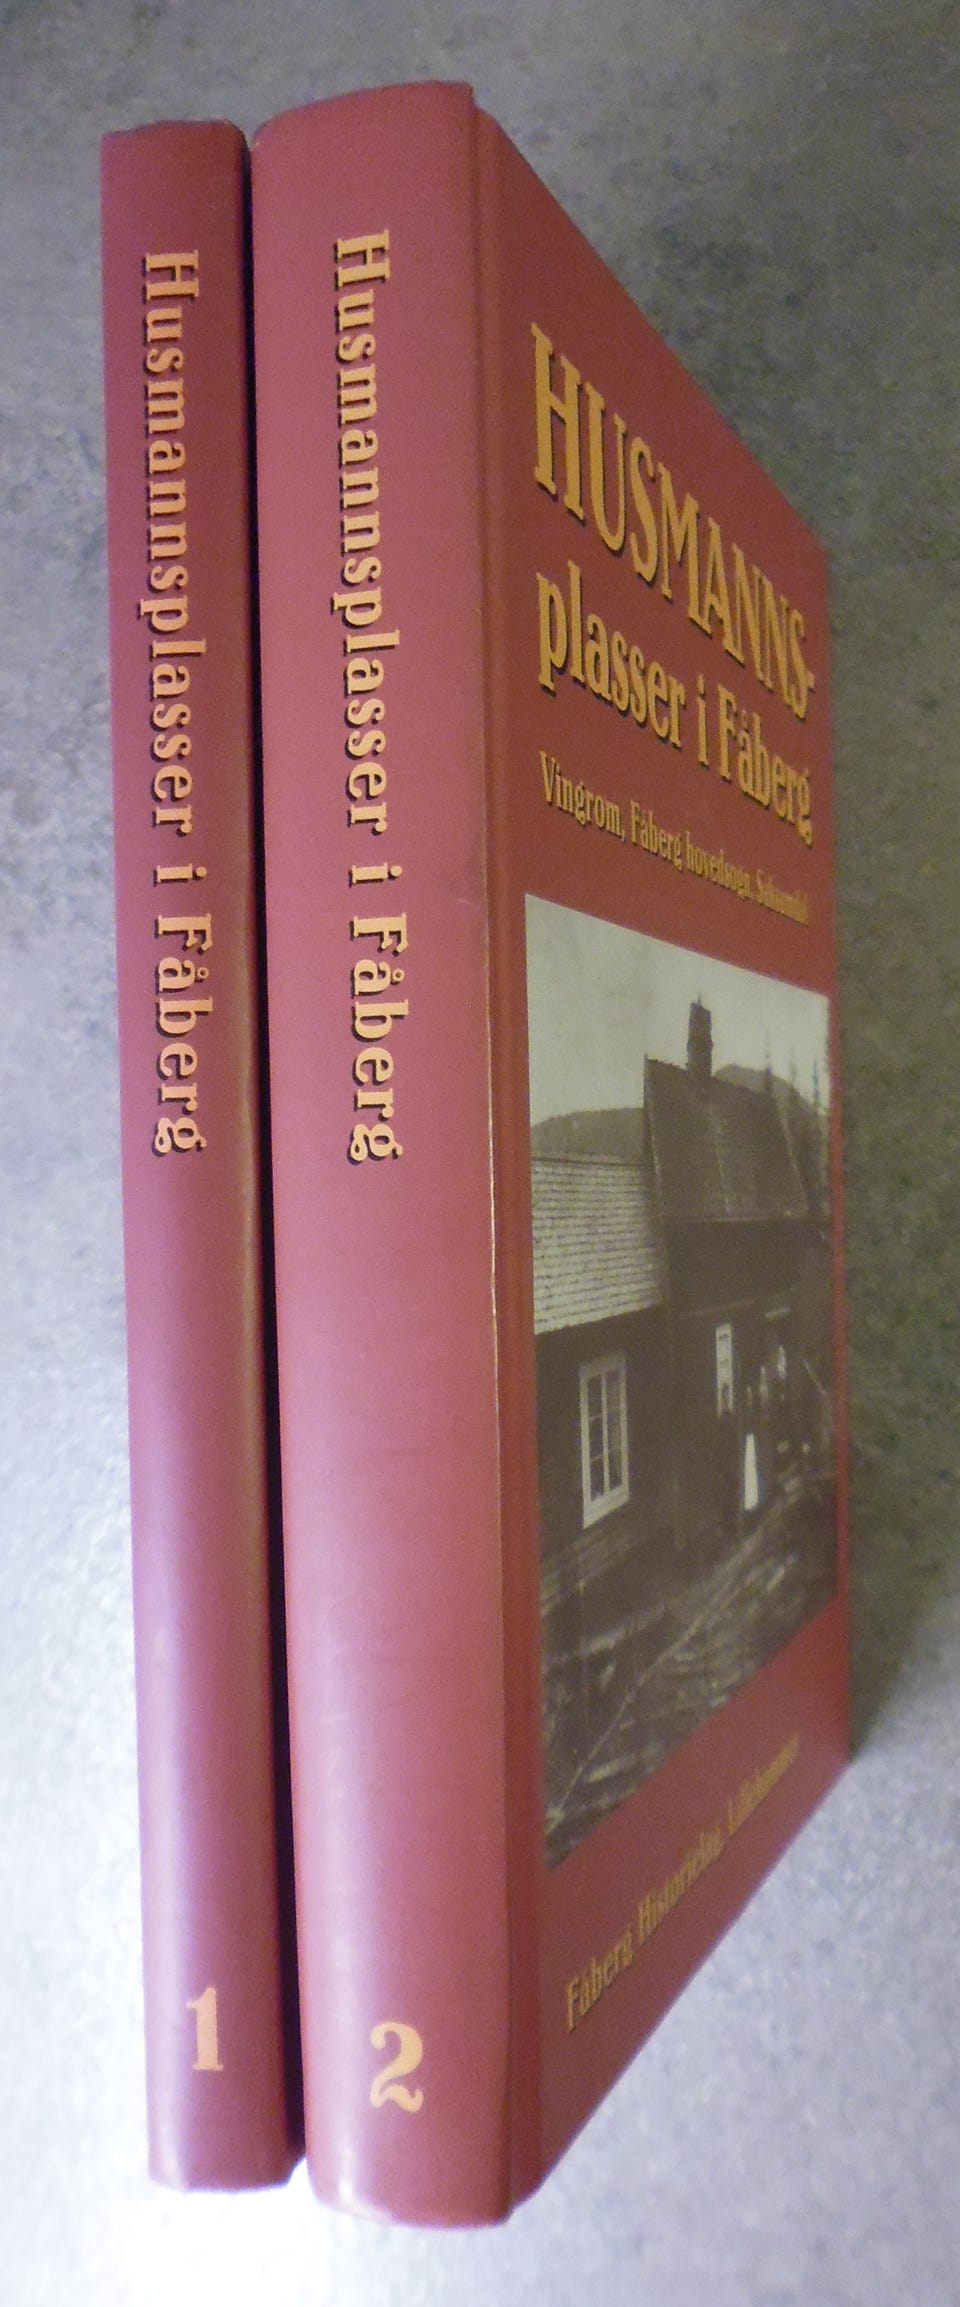 Husmannsplasser i Fåberg
1
Husmannsplasser i Fåberg
2
HUSMANNS-
plasser i Fåberg
Vingrom, Fåberg hovedsogn, Saksumdal
Fåberg Historielag, Lillehammer